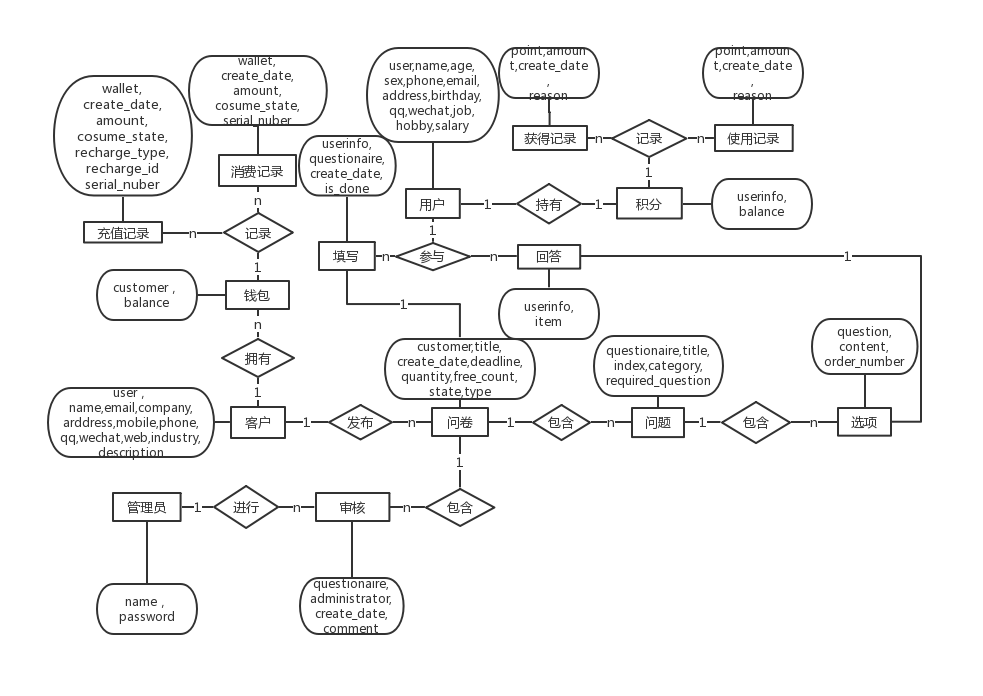 wallet,
create_date,
amount,
cosume_state,
recharge_type,
recharge_id
serial_nuber
wallet,
create_date,
amount,
cosume_state,
serial_nuber
user,name,age,
sex,phone,email,
address,birthday,
qq,wechat,job,
hobby,salary
point,amoun
t,create_date
,
reason
point,amoun
t,create_date
,
reason
获得记录
n
记录
n
使用记录
1
userinfo,
questionaire,
create_date,
is_done
消费记录
n
用户
1
持有
1
积分
userinfo,
balance
充值记录
n
记录
1
1
填写
n
参与
n
回答
1
customer ,
balance
钱包
n
1
userinfo,
item
拥有
1
customer,title,
create_date,deadline,
quantity,free_count,
state,type
questionaire,title,
index,category,
required_question
question,
content,
order_number
user ,
name,email,company,
arddress,mobile,phone,
qq,wechat,web,industry,
description
客户
1
发布
n
问卷
1
包含
n
问题
1
包含
n
选项
1
管理员
1
进行
n
审核
n
包含
name ,
password
questionaire,
administrator,
create_date,
comment